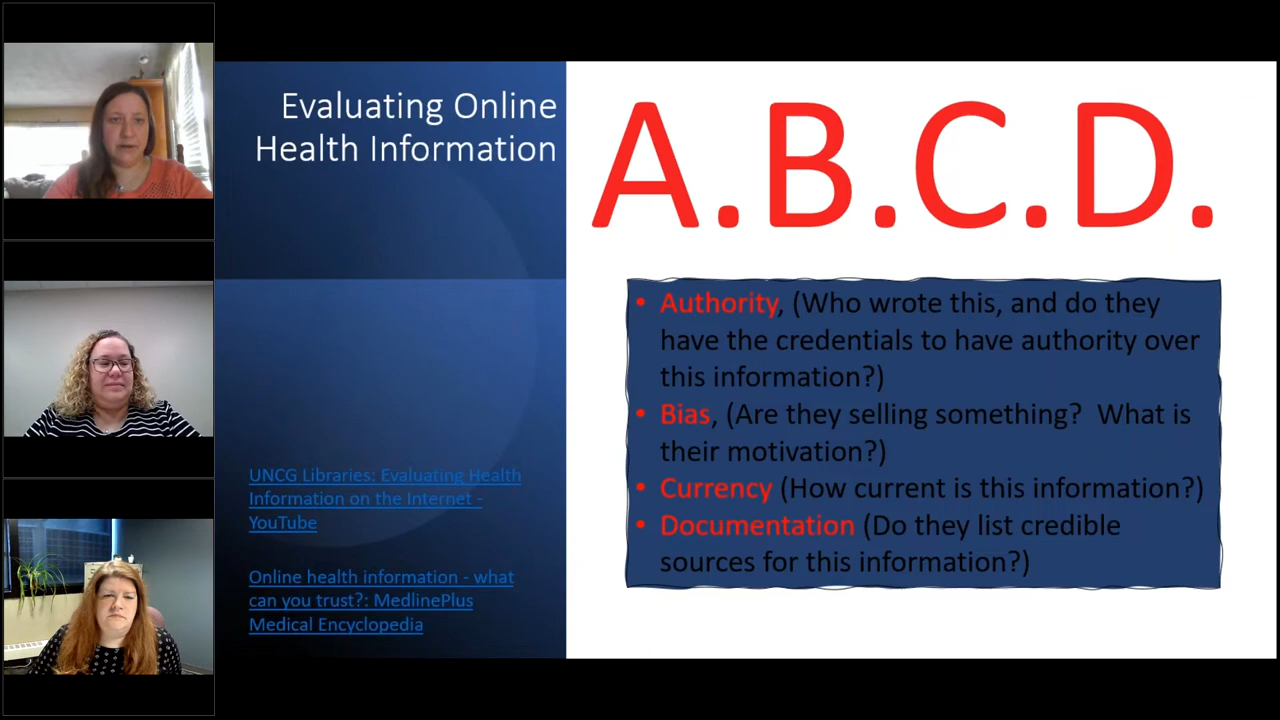 Evaluating Online
Health Information
UNCG Libraries: Evaluating Health
Information on the Internet -
YouTube
Online health information - what
can you trust?: MedlinePlus
Medical Encyclopedia
A.B.C.D.
• Authority, (Who wrote this, and do they
have the credentials to have authority over
this information?)
• Bias, (Are they selling something?  What is
their motivation?)
• Currency (How current is this information?)
• Documentation (Do they list credible
sources for this information?)